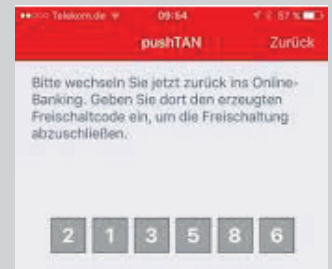 Telekom.de 09:54 87 %
pushTAN Zurück
Bitte wechseln Sie jetzt zurück ins Online-
Banking. Geben Sie dort den erzeugten
Freischaltcode ein, um die Freischaltung
abzuschließen.
2 1 3 5 8 6